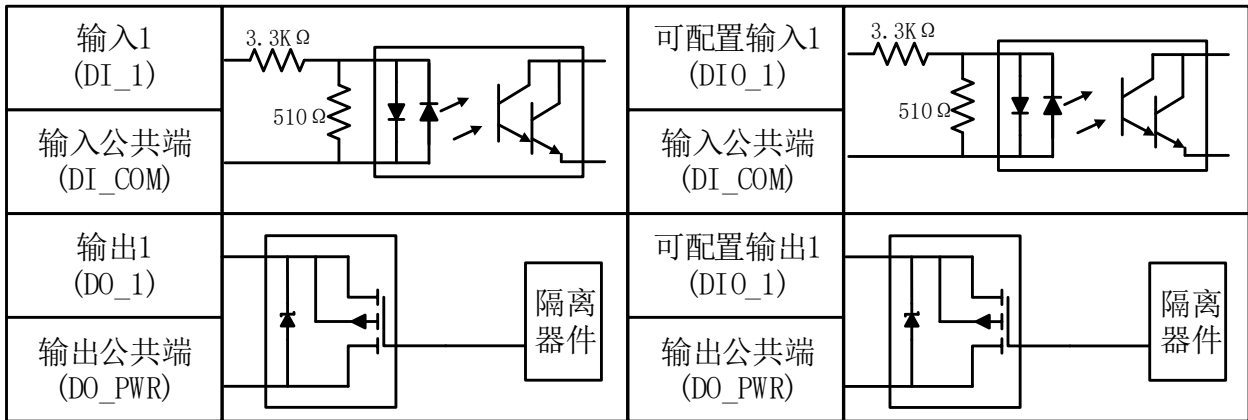 输入1
(DI_1)
3.3KΩ
510Ω
可配置输入1
(DIO_1)
3.3KΩ
510Ω
输入公共端
(DI_COM)
输入公共端
(DI_COM)
输出1
(DO_1)
隔离
器件
可配置输出1
(DIO_1)
隔离
器件
输出公共端
(DO_PWR)
输出公共端
(DO_PWR)